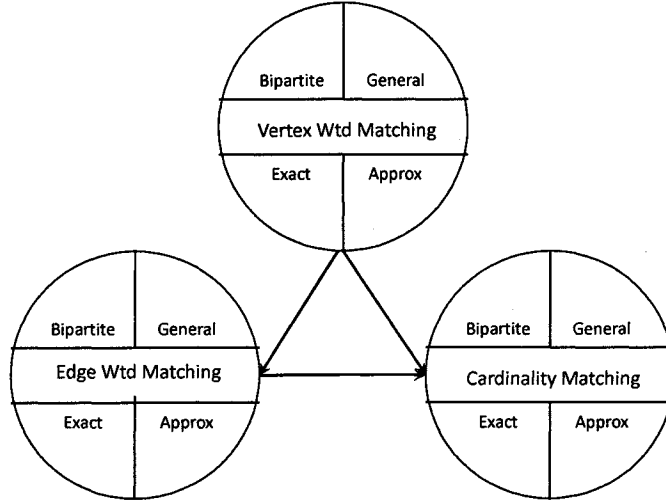 Bipartite General
Vertex Wtd Matching
Exact Approx
Bipartite General
Edge Wtd Matching
Exact Approx
Bipartite General
Cardinality Matching
Exact Approx